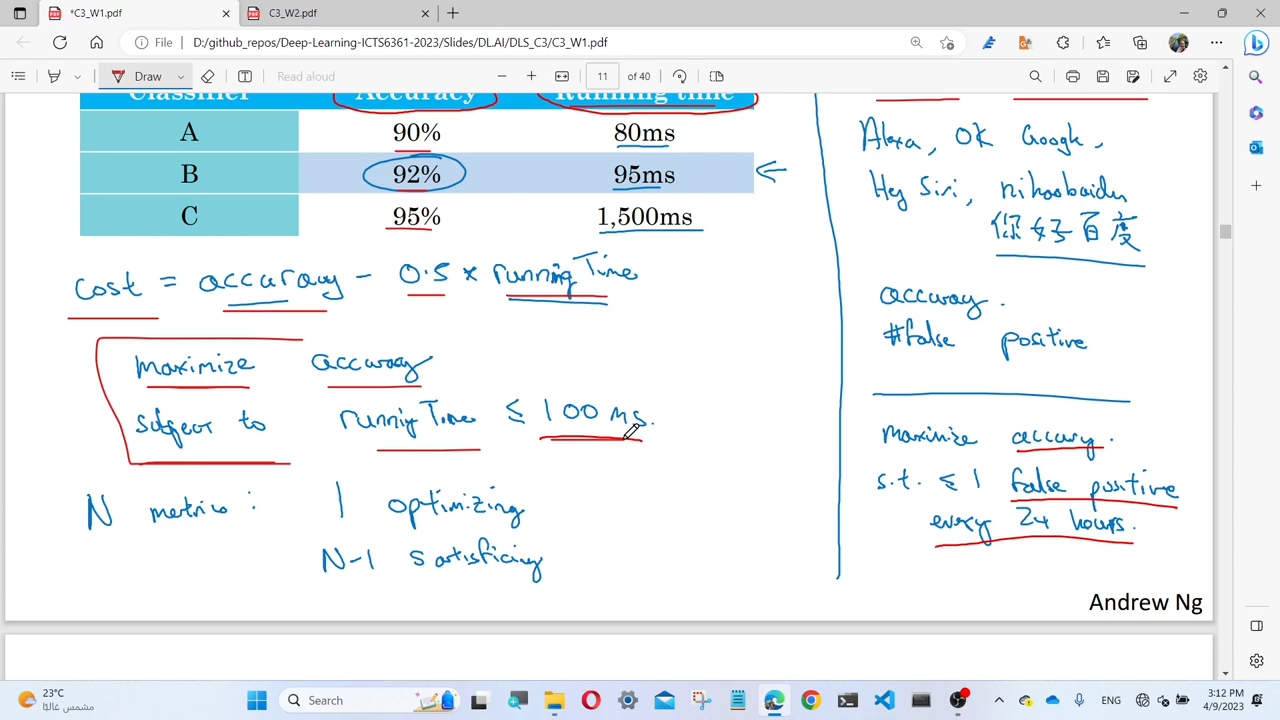 *C3_W1.pdf
C3_W2.pdf
File
D:/github_repos/Deep-Learning-ICTS6361-2023/Slides/DL.AI/DLS_C3/C3_W1.pdf
Draw
Read aloud
11 of 40
Classifier Accuracy Running time
A 90% 80ms
B 92% 95ms
C 95% 1,500ms
cost = accuracy - 0.5 x runningTime
maximize accuracy
subject to runningTime ≤ 100 ms.
N metrics : 1 optimizing
N-1 satisficing
Alexa, OK Google,
Hey Siri, nihaobaidu
你好百度
accuracy.
#false positive
maximize accuracy.
s.t. ≤ 1 false positive
every 24 hours.
Andrew Ng
23°C
مشمس غالبًا
Search
ENG
3:12 PM
4/9/2023